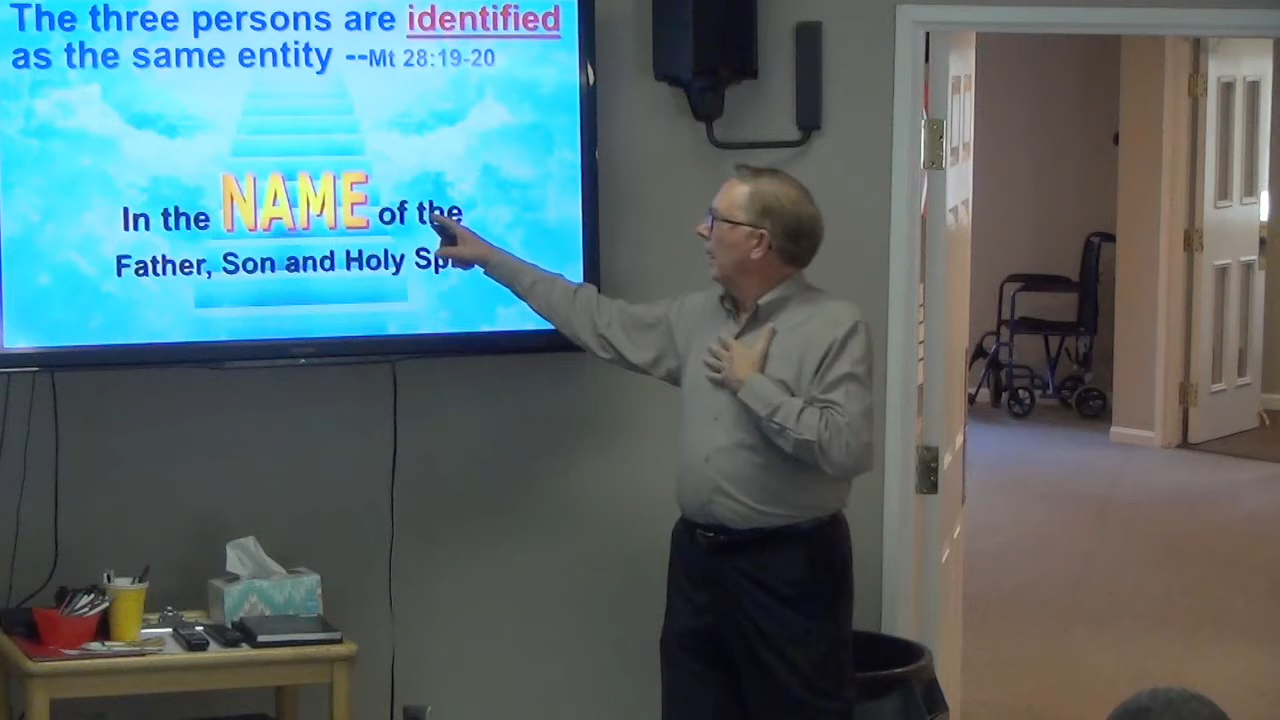 The three persons are identified
as the same entity --Mt 28:19-20
In the NAME of the
Father, Son and Holy